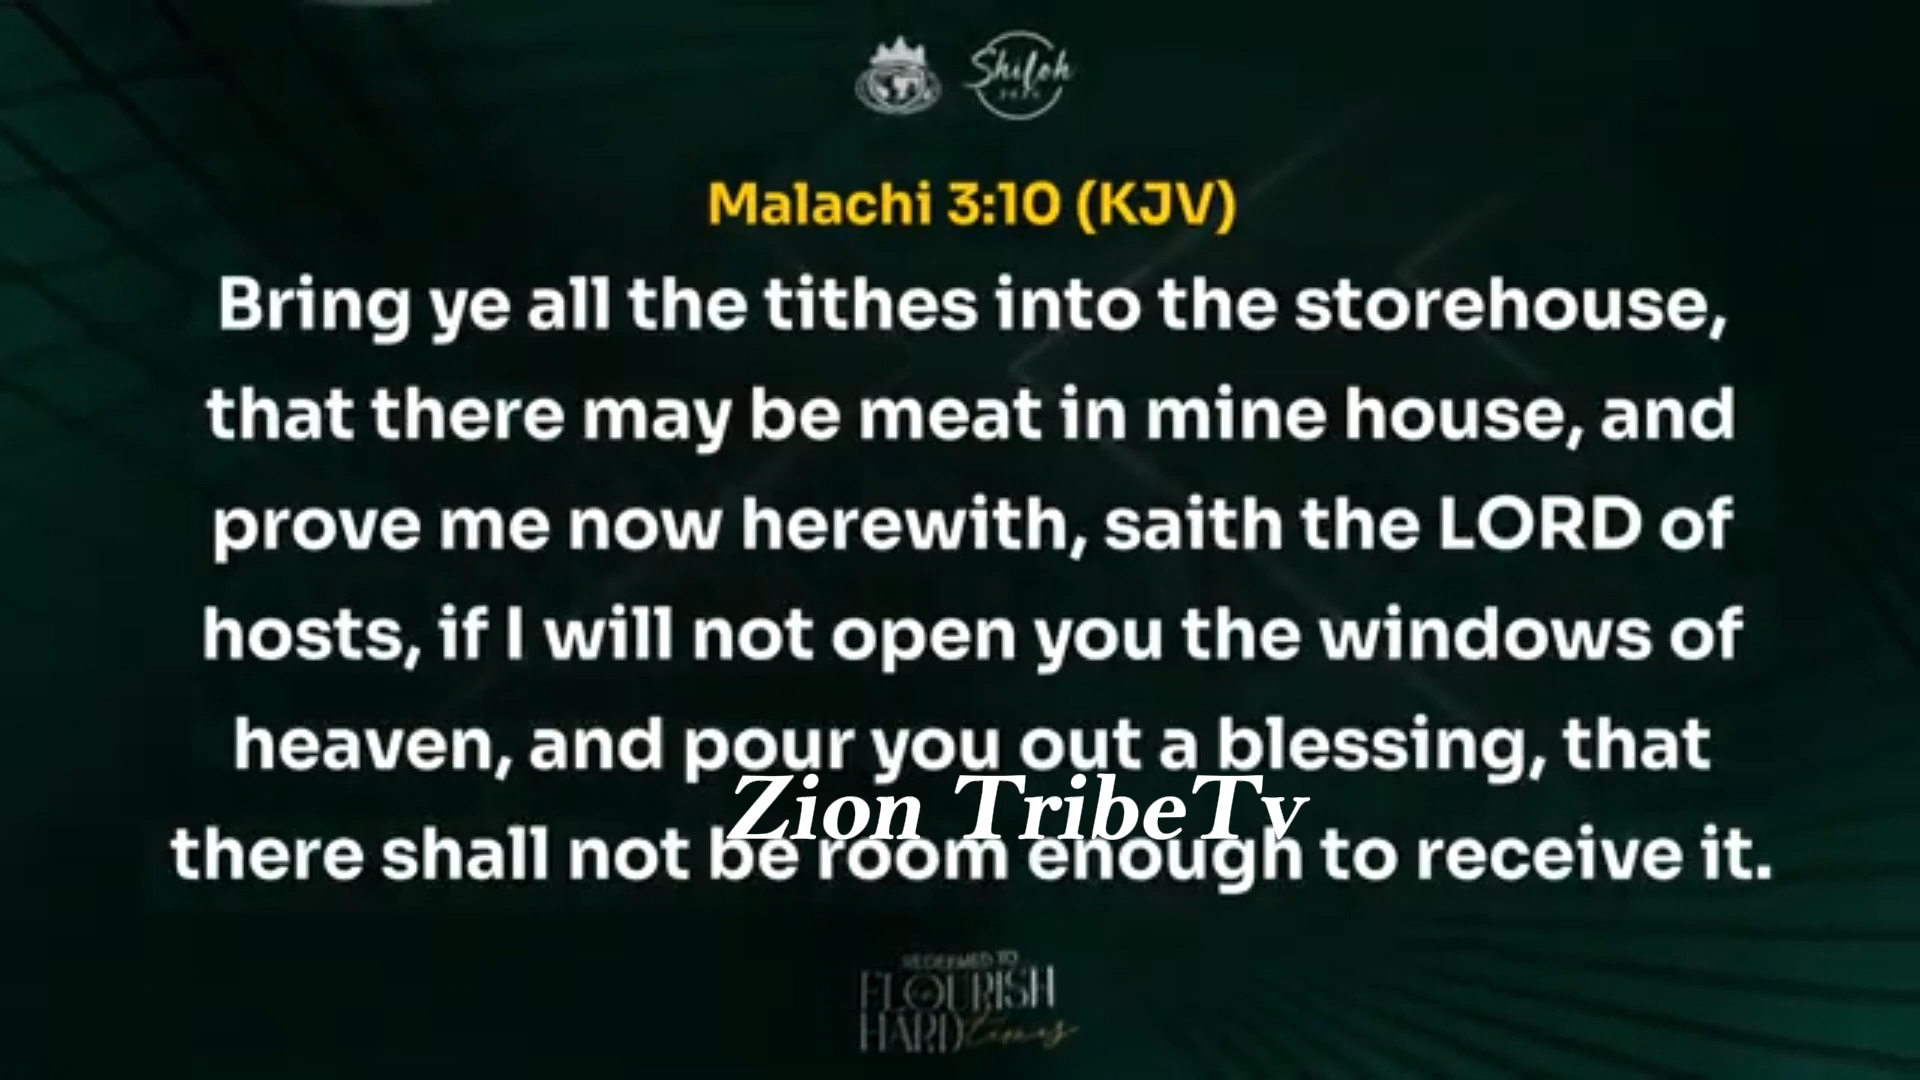 Shiloh
Malachi 3:10 (KJV)
Bring ye all the tithes into the storehouse,
that there may be meat in mine house, and
prove me now herewith, saith the LORD of
hosts, if I will not open you the windows of
heaven, and pour you out a blessing, that
Zion TribeTv
there shall not be room enough to receive it.
REDEEMED TO
FLOURISH
HARD times